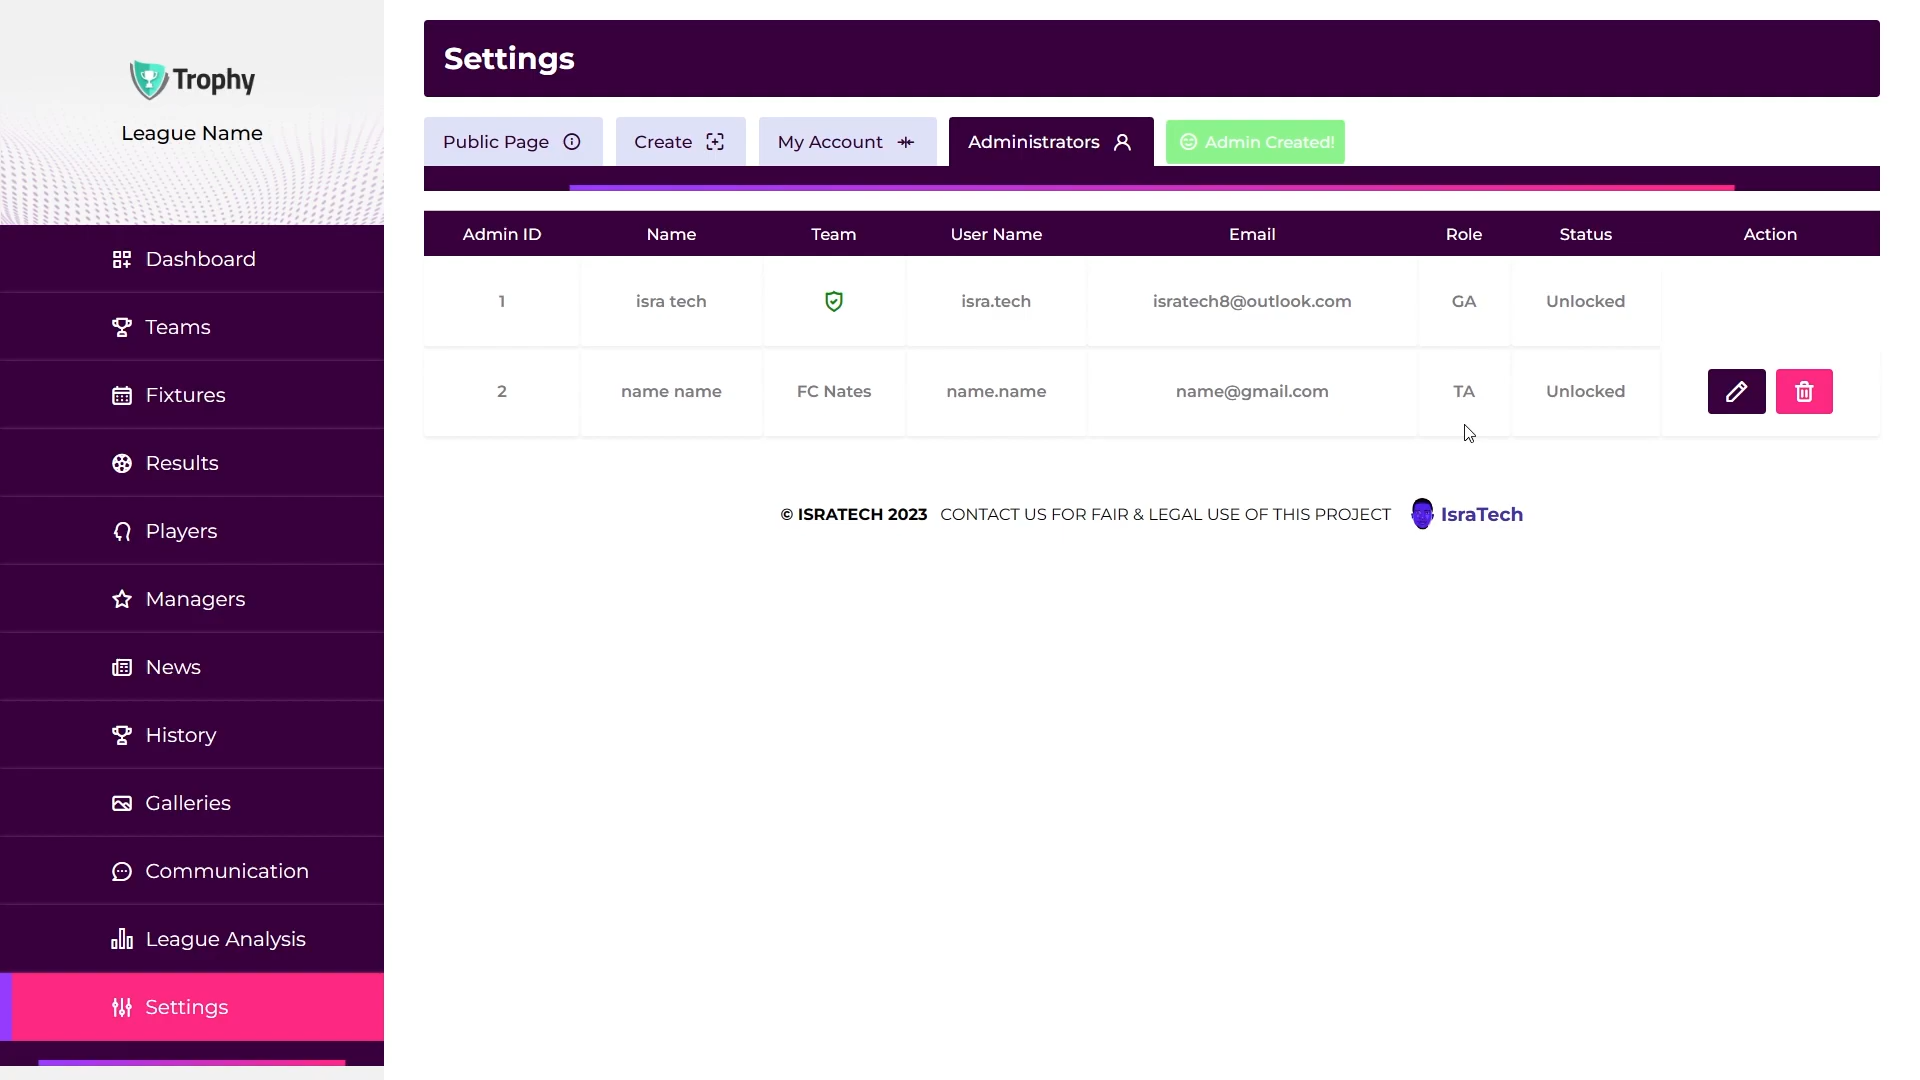 Trophy
League Name
Dashboard
Teams
Fixtures
Results
Players
Managers
News
History
Galleries
Communication
League Analysis
Settings
Settings
Public Page
Create
My Account
Administrators
Admin Created!
Admin ID Name Team User Name Email Role Status Action
1 isra tech isra.tech isratech8@outlook.com GA Unlocked
2 name name FC Nates name.name name@gmail.com TA Unlocked
© ISRATECH 2023 CONTACT US FOR FAIR & LEGAL USE OF THIS PROJECT IsraTech